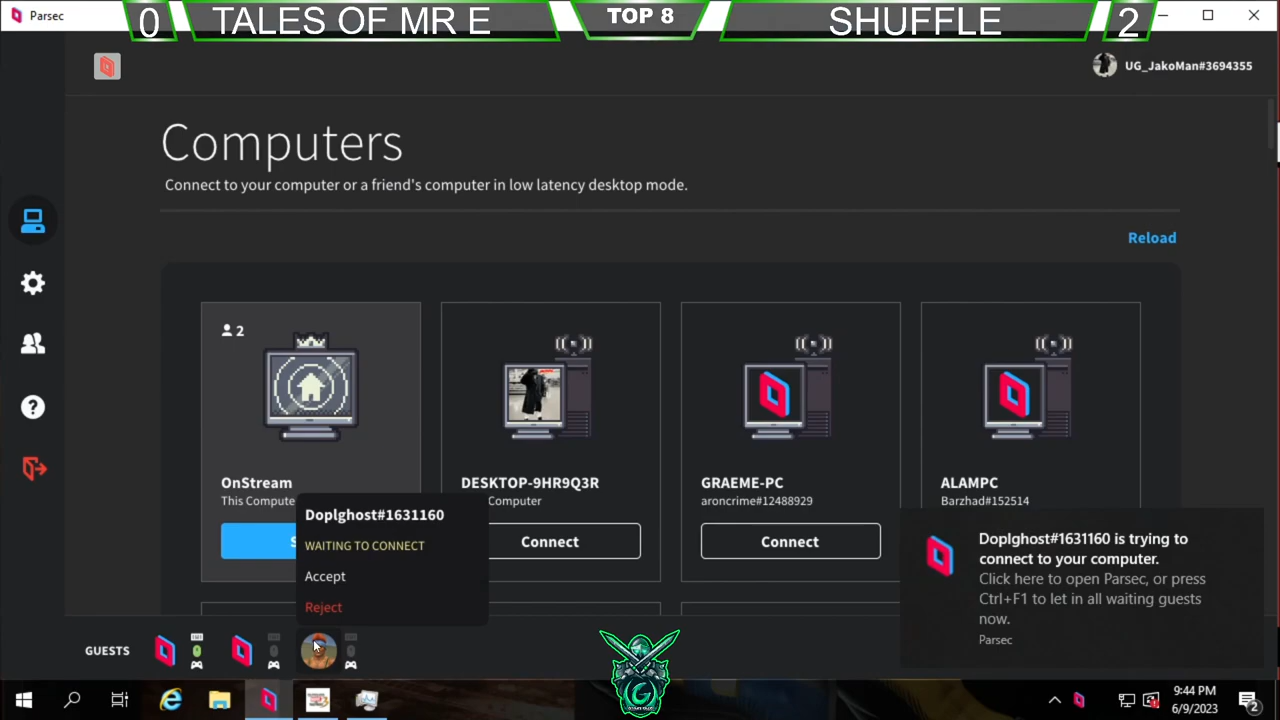 Parsec
0
TALES OF MR E
TOP 8
SHUFFLE
2
UG_JakoMan#3694355
Computers
Connect to your computer or a friend's computer in low latency desktop mode.
Reload
2
OnStream
This Compute
S
DESKTOP-9HR9Q3R
Computer
Connect
GRAEME-PC
aroncrime#12488929
Connect
ALAMPC
Barzhad#152514
Doplghost#1631160
WAITING TO CONNECT
Accept
Reject
Doplghost#1631160 is trying to
connect to your computer.
Click here to open Parsec, or press
Ctrl+F1 to let in all waiting guests
now.
Parsec
GUESTS
9:44 PM
6/9/2023
2